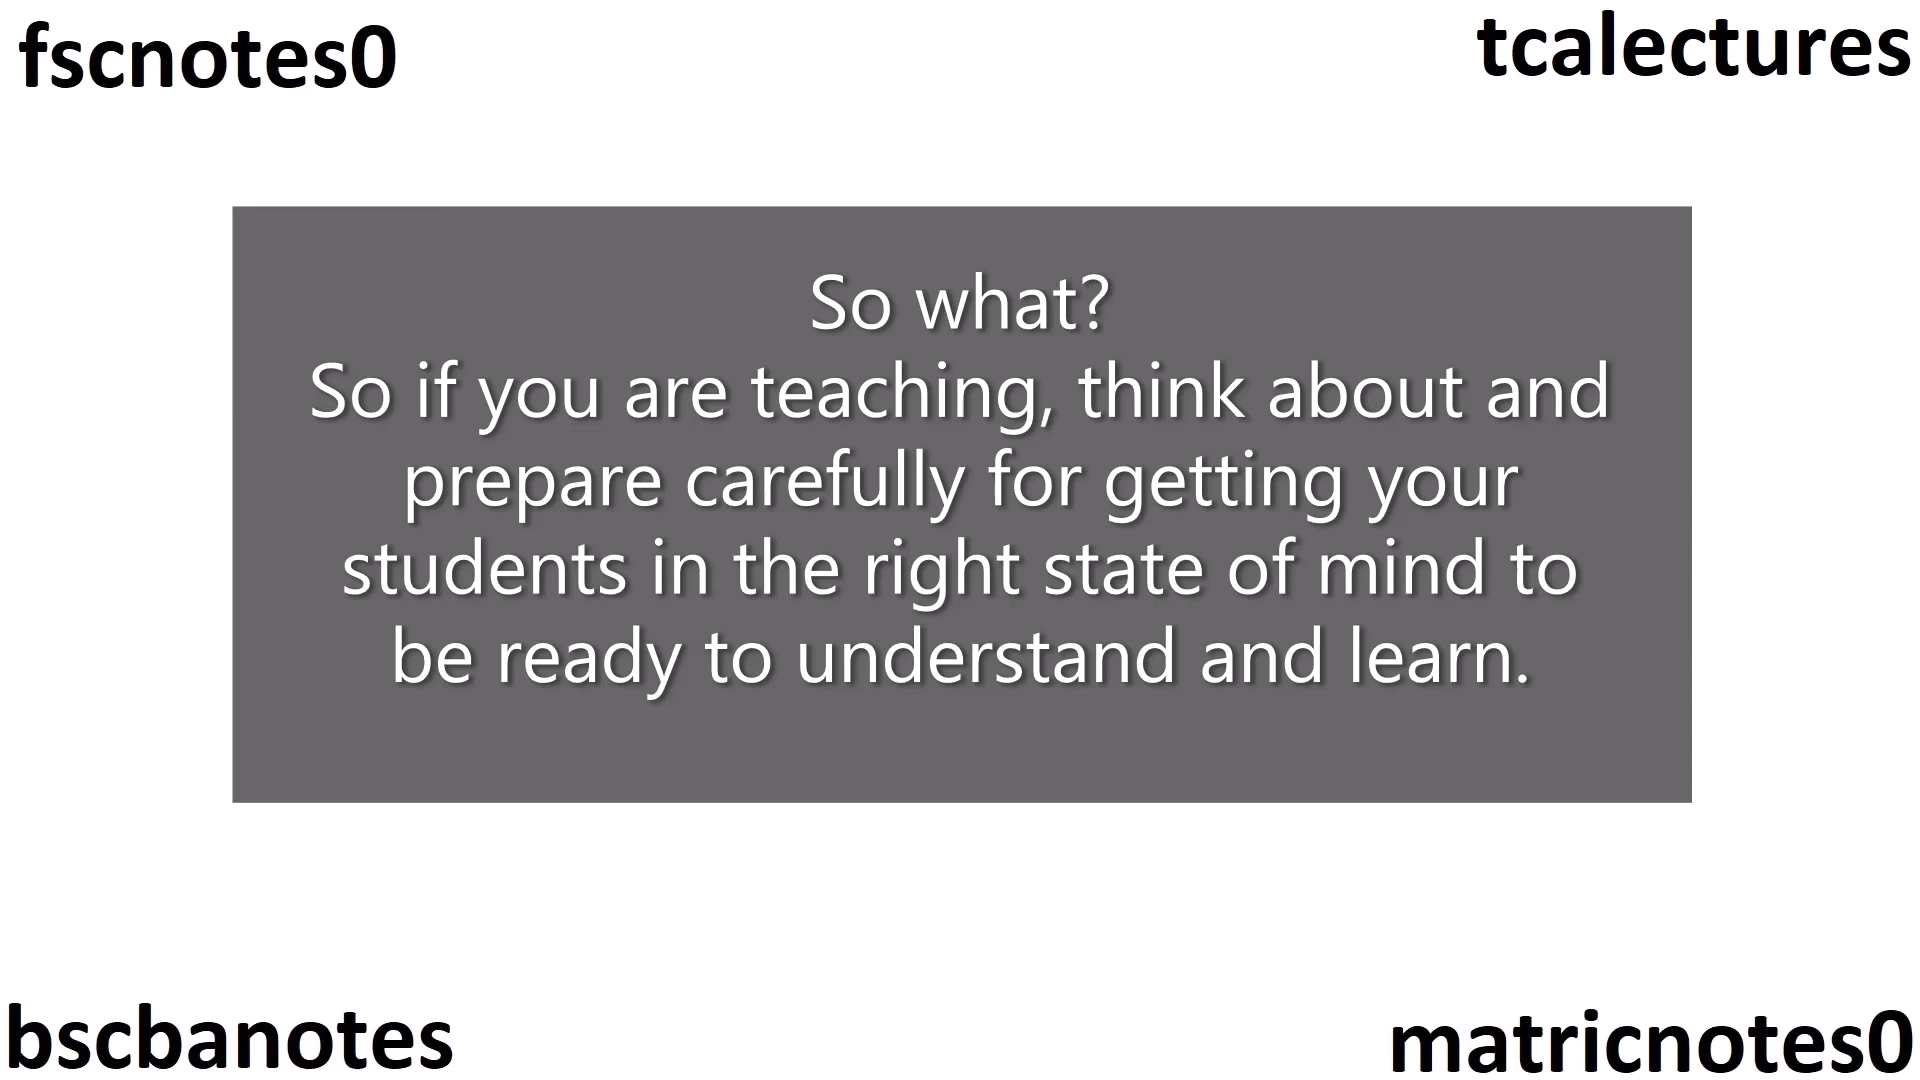 fscnotes0
tcalectures
So what?
So if you are teaching, think about and
prepare carefully for getting your
students in the right state of mind to
be ready to understand and learn.
bscbanotes
matricnotes0